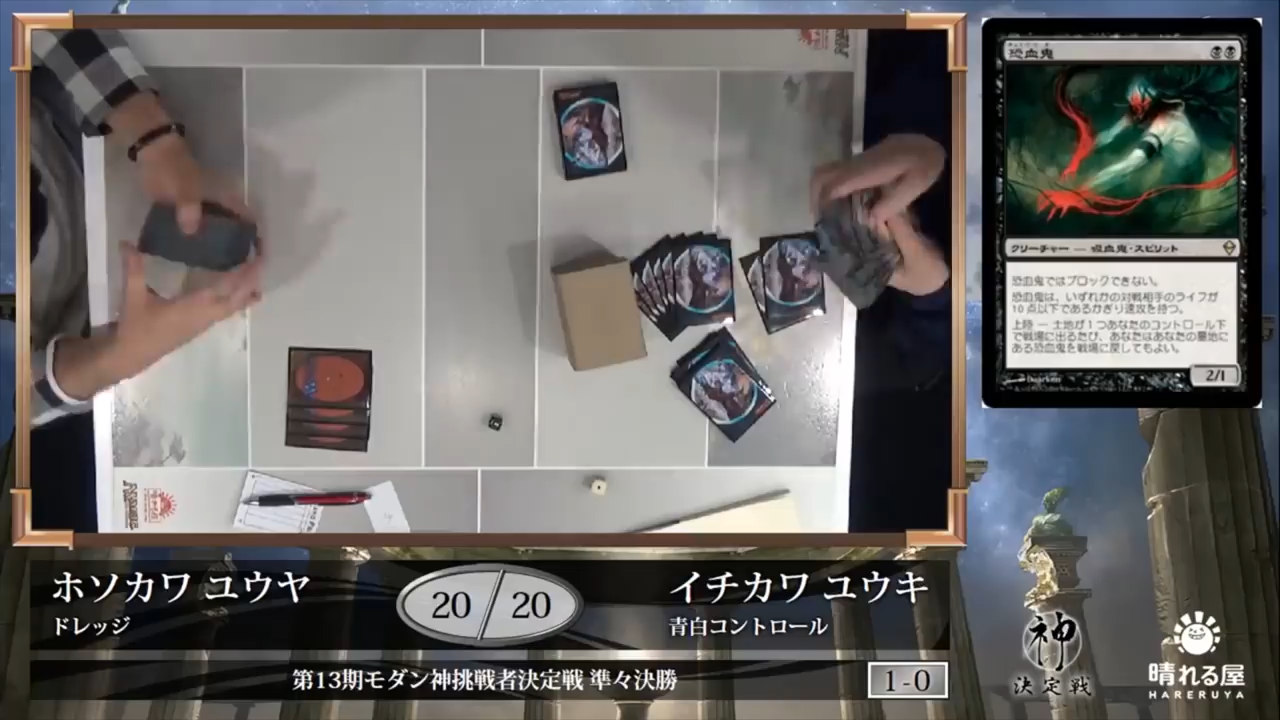 恐血鬼
クリーチャー — 吸血鬼・スピリット
恐血鬼ではブロックできない。
恐血鬼は、いずれかの対戦相手のライフが
10点以下であるかぎり速攻を持つ。
上陸 — 土地が1つあなたのコントロール下
で戦場に出るたび、あなたはあなたの墓地に
ある恐血鬼を戦場に戻してもよい。
2/1
ホソカワ ユウヤ
ドレッジ
20/20
イチカワ ユウキ
青白コントロール
第13期モダン神挑戦者決定戦 準々決勝
1-0
神
決定戦
晴れる屋
HARERUYA